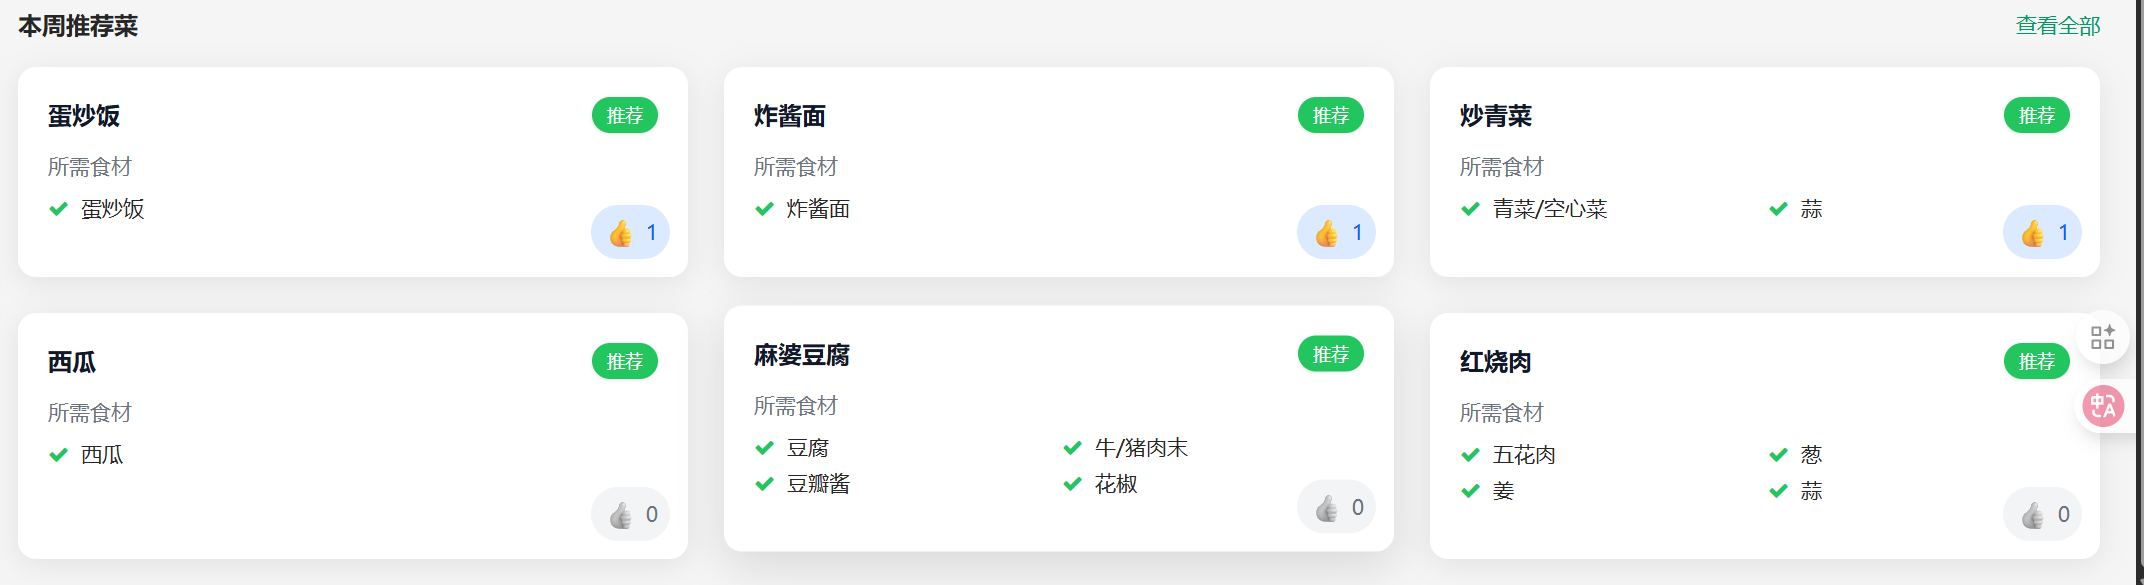 本周推荐菜
查看全部
蛋炒饭
推荐
所需食材
蛋炒饭
1
炸酱面
推荐
所需食材
炸酱面
1
炒青菜
推荐
所需食材
青菜/空心菜
蒜
1
西瓜
推荐
所需食材
西瓜
0
麻婆豆腐
推荐
所需食材
豆腐
牛/猪肉末
豆瓣酱
花椒
0
红烧肉
推荐
所需食材
五花肉
葱
姜
蒜
0
中A